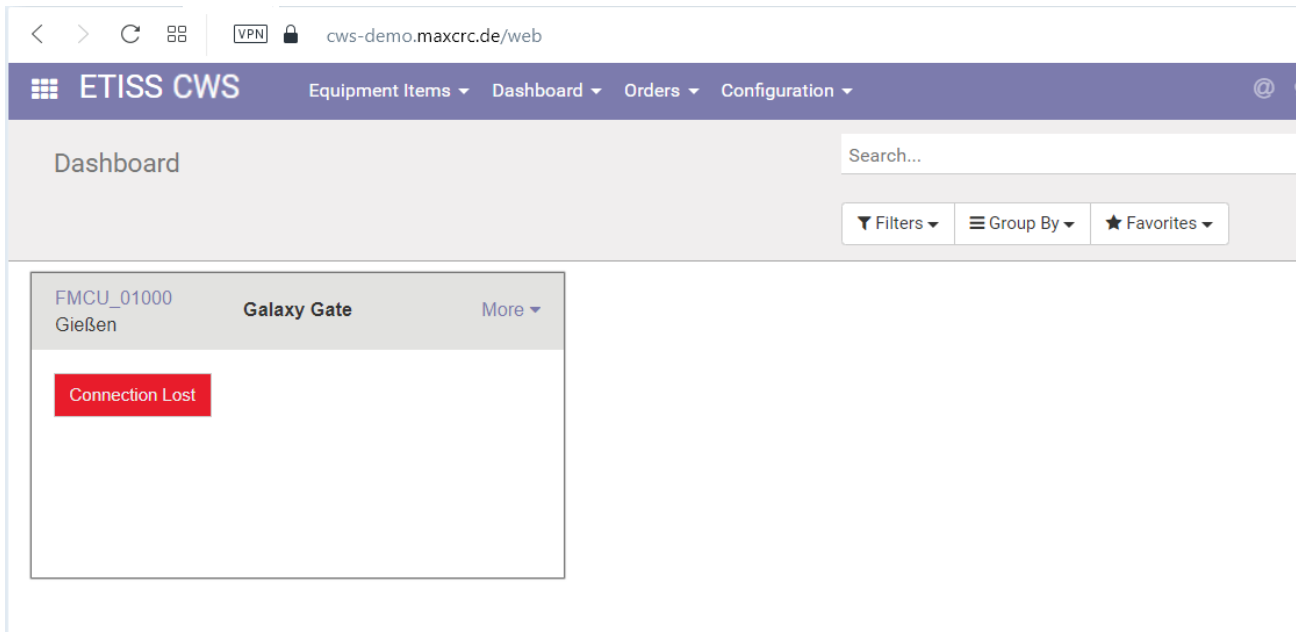 VPN cws-demo.maxcrc.de/web
ETISS CWS Equipment Items Dashboard Orders Configuration @
Dashboard
Search...
Filters Group By Favorites
FMCU_01000
Gießen
Galaxy Gate
More
Connection Lost